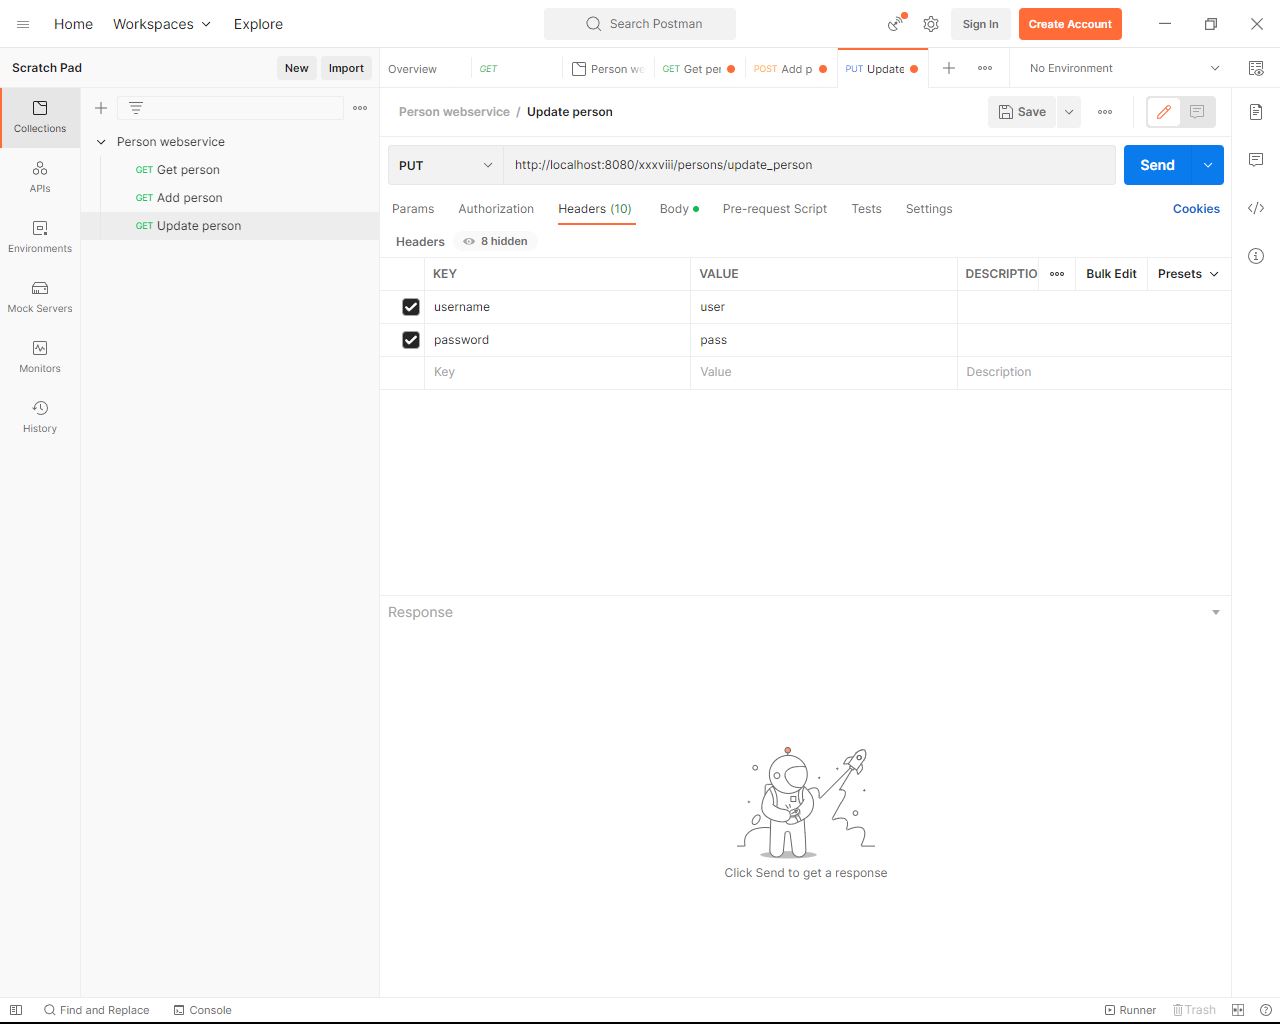 Home Workspaces Explore Search Postman Sign In Create Account
Scratch Pad New Import
Overview GET Person we GET Get per POST Add p PUT Update No Environment
Collections
APIs
Environments
Mock Servers
Monitors
History
Person webservice
GET Get person
GET Add person
GET Update person
Person webservice / Update person Save
PUT http://localhost:8080/xxxviii/persons/update_person Send
Params Authorization Headers (10) Body Pre-request Script Tests Settings Cookies
Headers 8 hidden
KEY VALUE DESCRIPTIO Bulk Edit Presets
username user
password pass
Key Value Description
Response
Click Send to get a response
Find and Replace Console Runner Trash